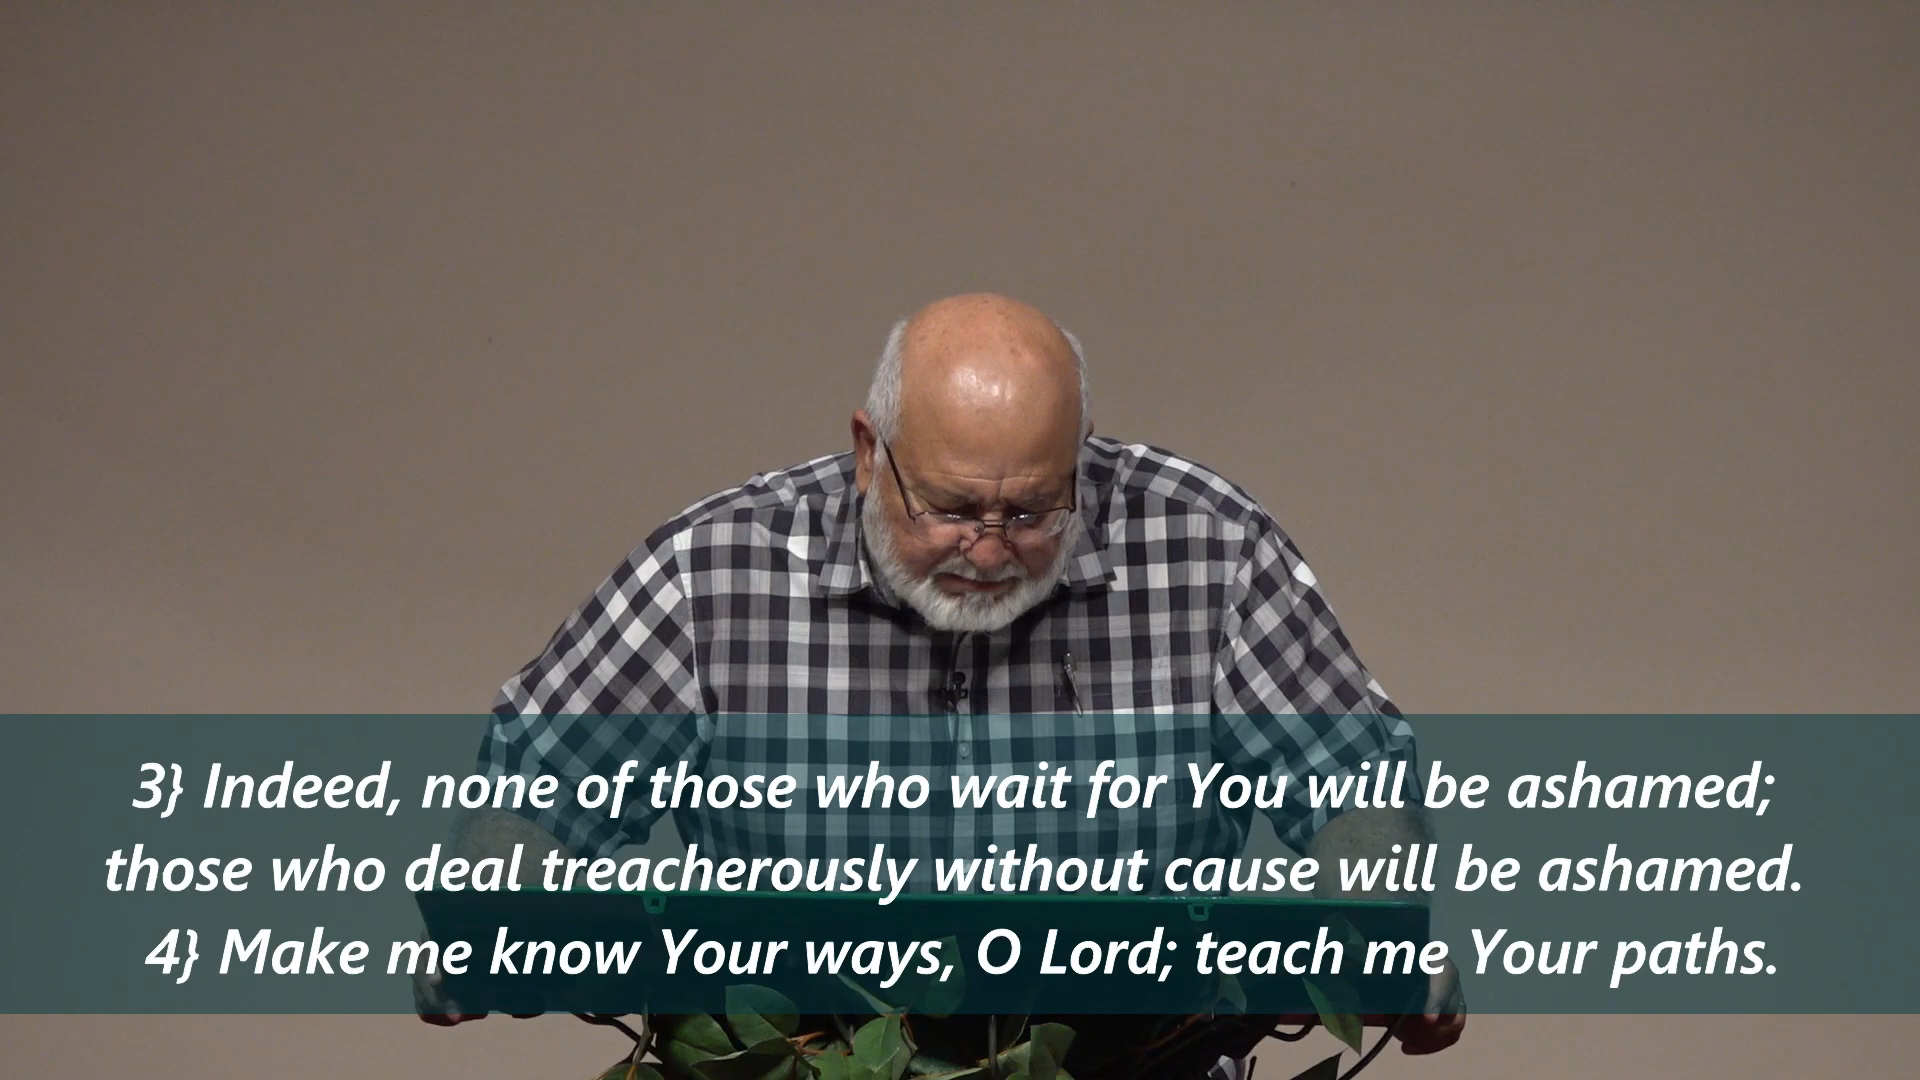 3} Indeed, none of those who wait for You will be ashamed;
those who deal treacherously without cause will be ashamed.
4} Make me know Your ways, O Lord; teach me Your paths.